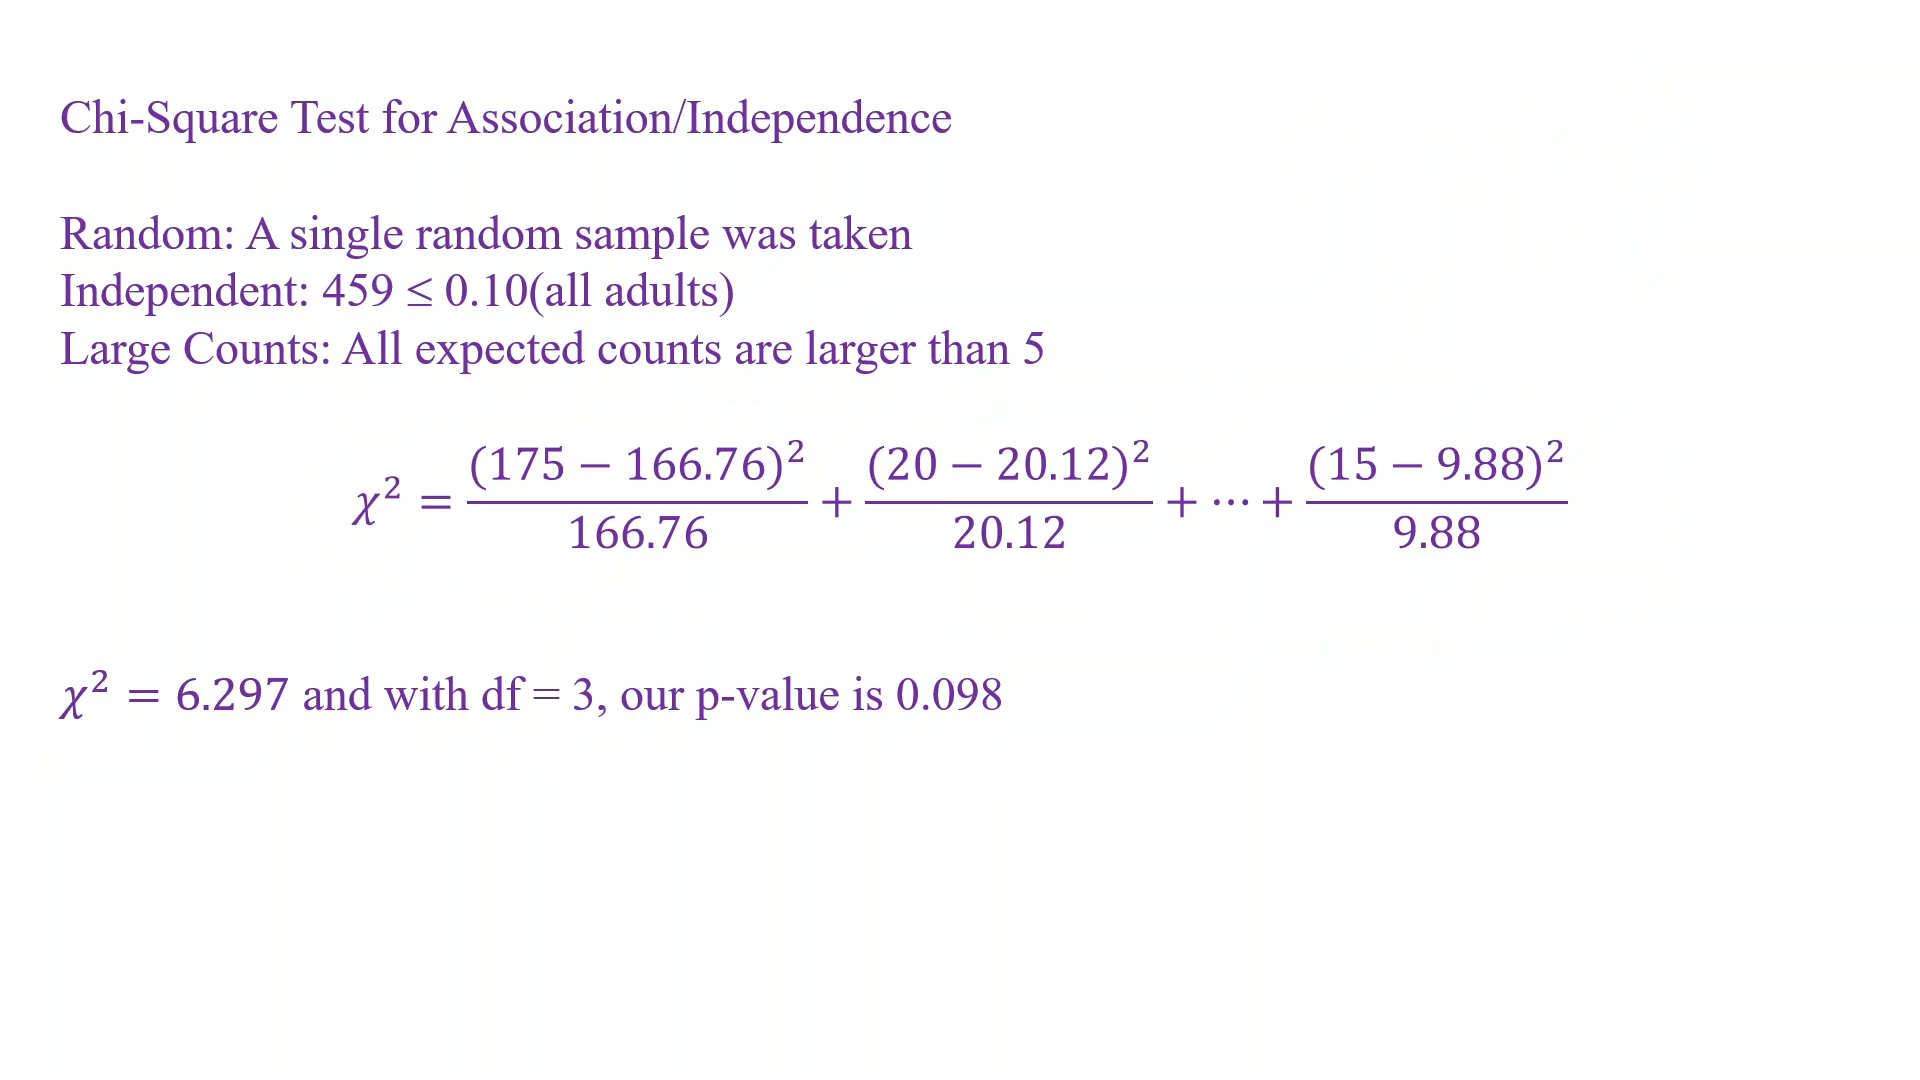 Chi-Square Test for Association/Independence
Random: A single random sample was taken
Independent: 459 ≤ 0.10(all adults)
Large Counts: All expected counts are larger than 5
χ² = (175 − 166.76)²/166.76 + (20 − 20.12)²/20.12 + ⋯ + (15 − 9.88)²/9.88
χ² = 6.297 and with df = 3, our p-value is 0.098